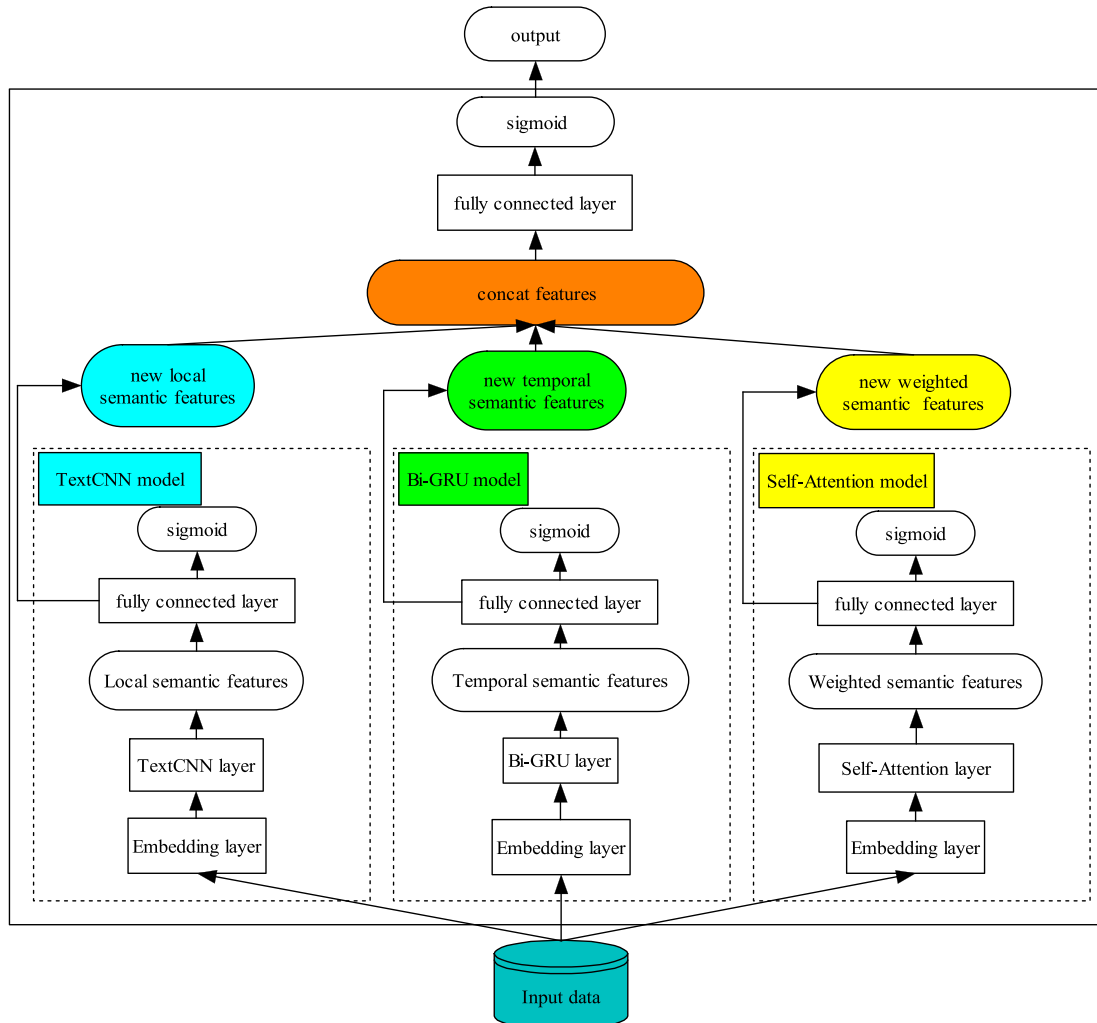 output
sigmoid
fully connected layer
concat features
new local
semantic features
new temporal
semantic features
new weighted
semantic features
TextCNN model
sigmoid
fully connected layer
Local semantic features
TextCNN layer
Embedding layer
Bi-GRU model
sigmoid
fully connected layer
Temporal semantic features
Bi-GRU layer
Embedding layer
Self-Attention model
sigmoid
fully connected layer
Weighted semantic features
Self-Attention layer
Embedding layer
Input data